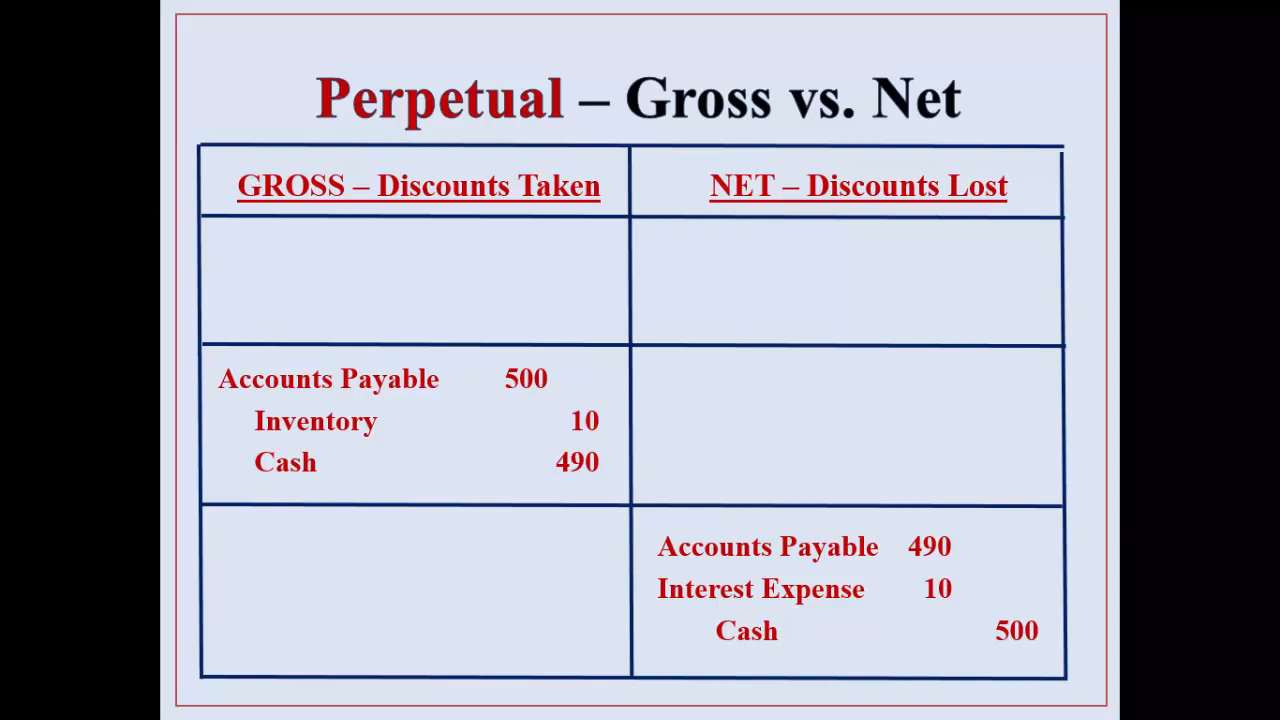 Perpetual – Gross vs. Net
GROSS – Discounts Taken
NET – Discounts Lost
Accounts Payable 500
Inventory 10
Cash 490
Accounts Payable 490
Interest Expense 10
Cash 500